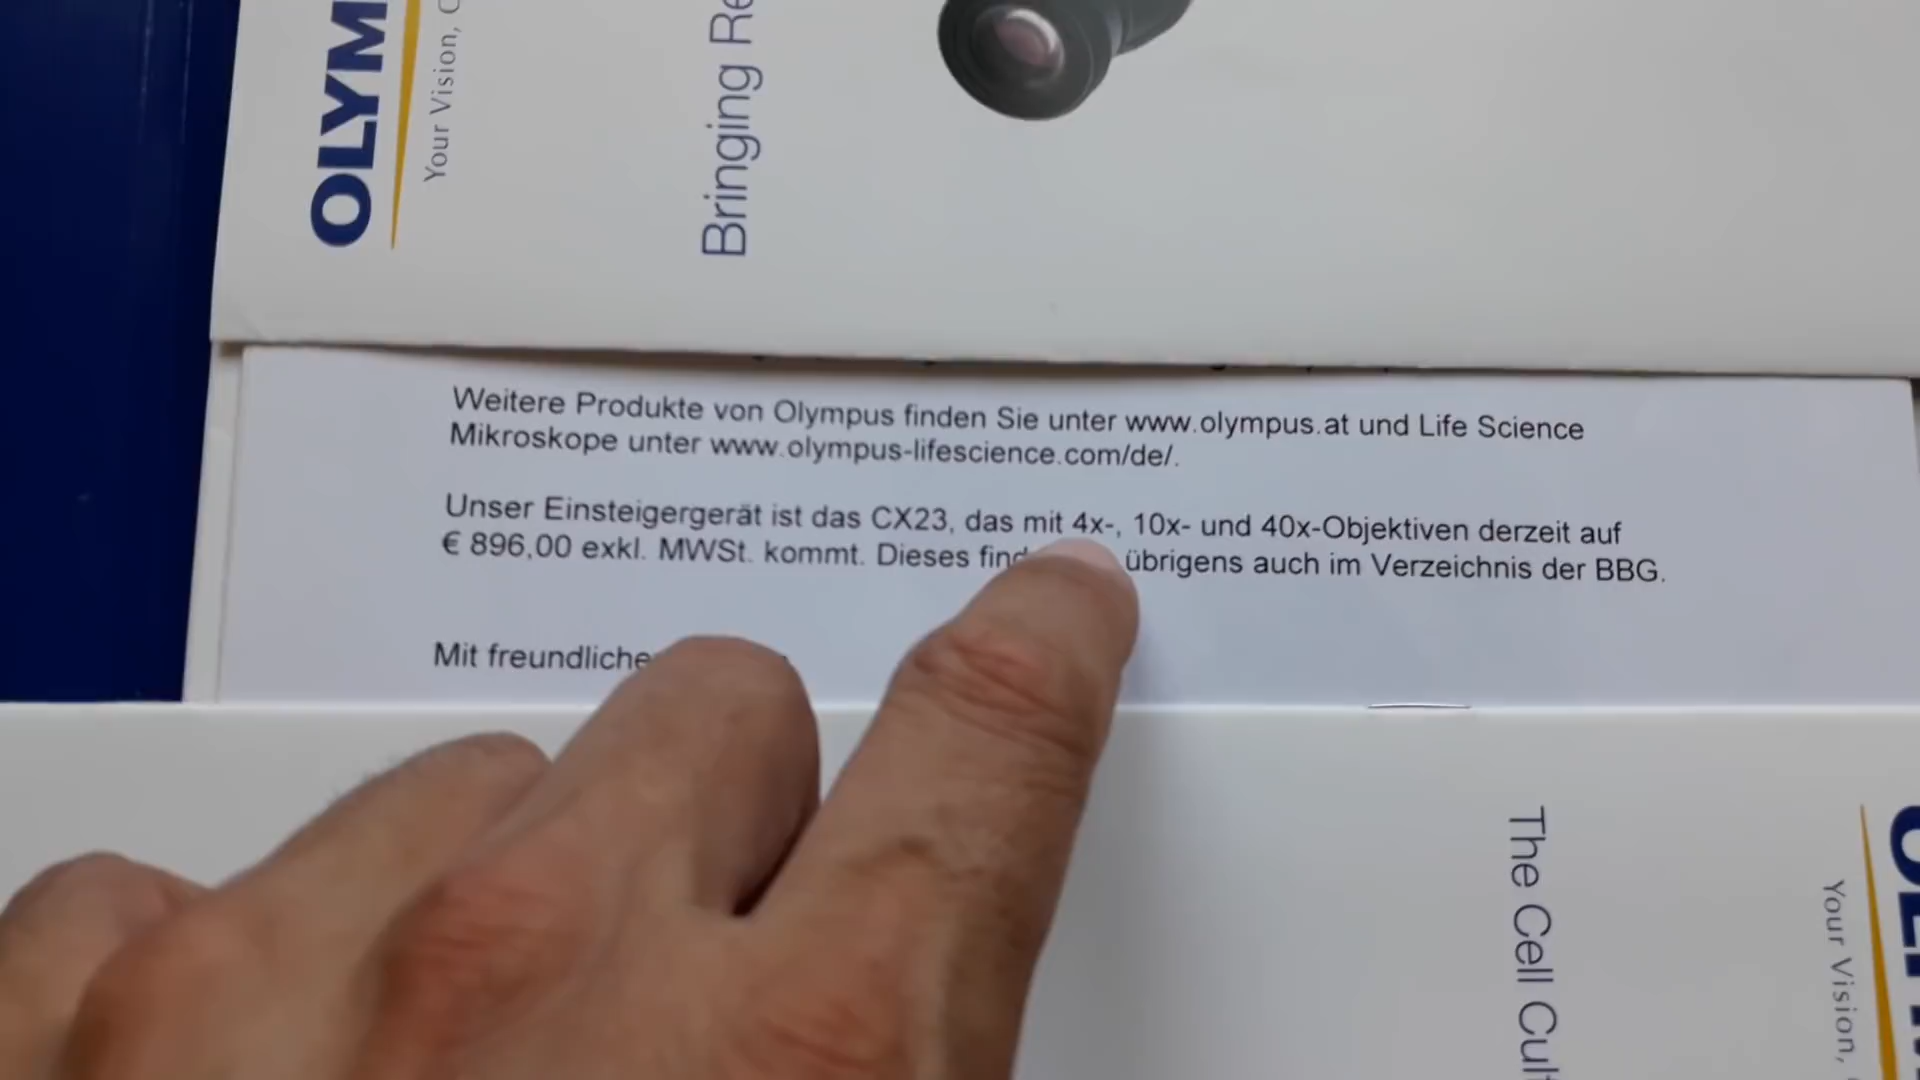 OLYM
Your Vision,
Bringing Re
Weitere Produkte von Olympus finden Sie unter www.olympus.at und Life Science
Mikroskope unter www.olympus-lifescience.com/de/.
Unser Einsteigergerät ist das CX23, das mit 4x-, 10x- und 40x-Objektiven derzeit auf
€ 896,00 exkl. MWSt. kommt. Dieses find übrigens auch im Verzeichnis der BBG.
Mit freundliche
The Cell Cul
Your Vision,